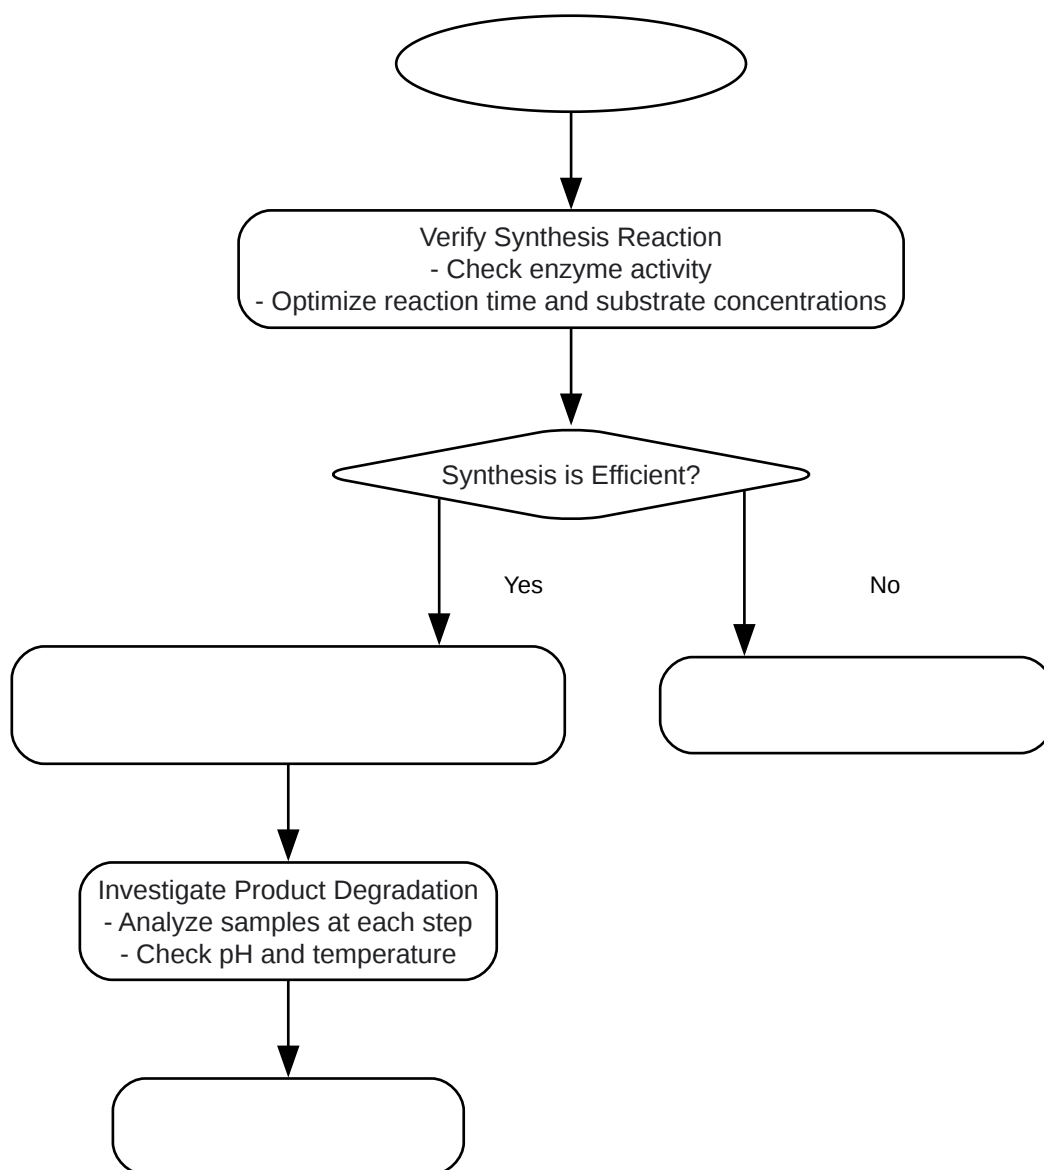 Verify Synthesis Reaction
- Check enzyme activity
- Optimize reaction time and substrate concentrations
Synthesis is Efficient?
Yes
No
Investigate Product Degradation
- Analyze samples at each step
- Check pH and temperature